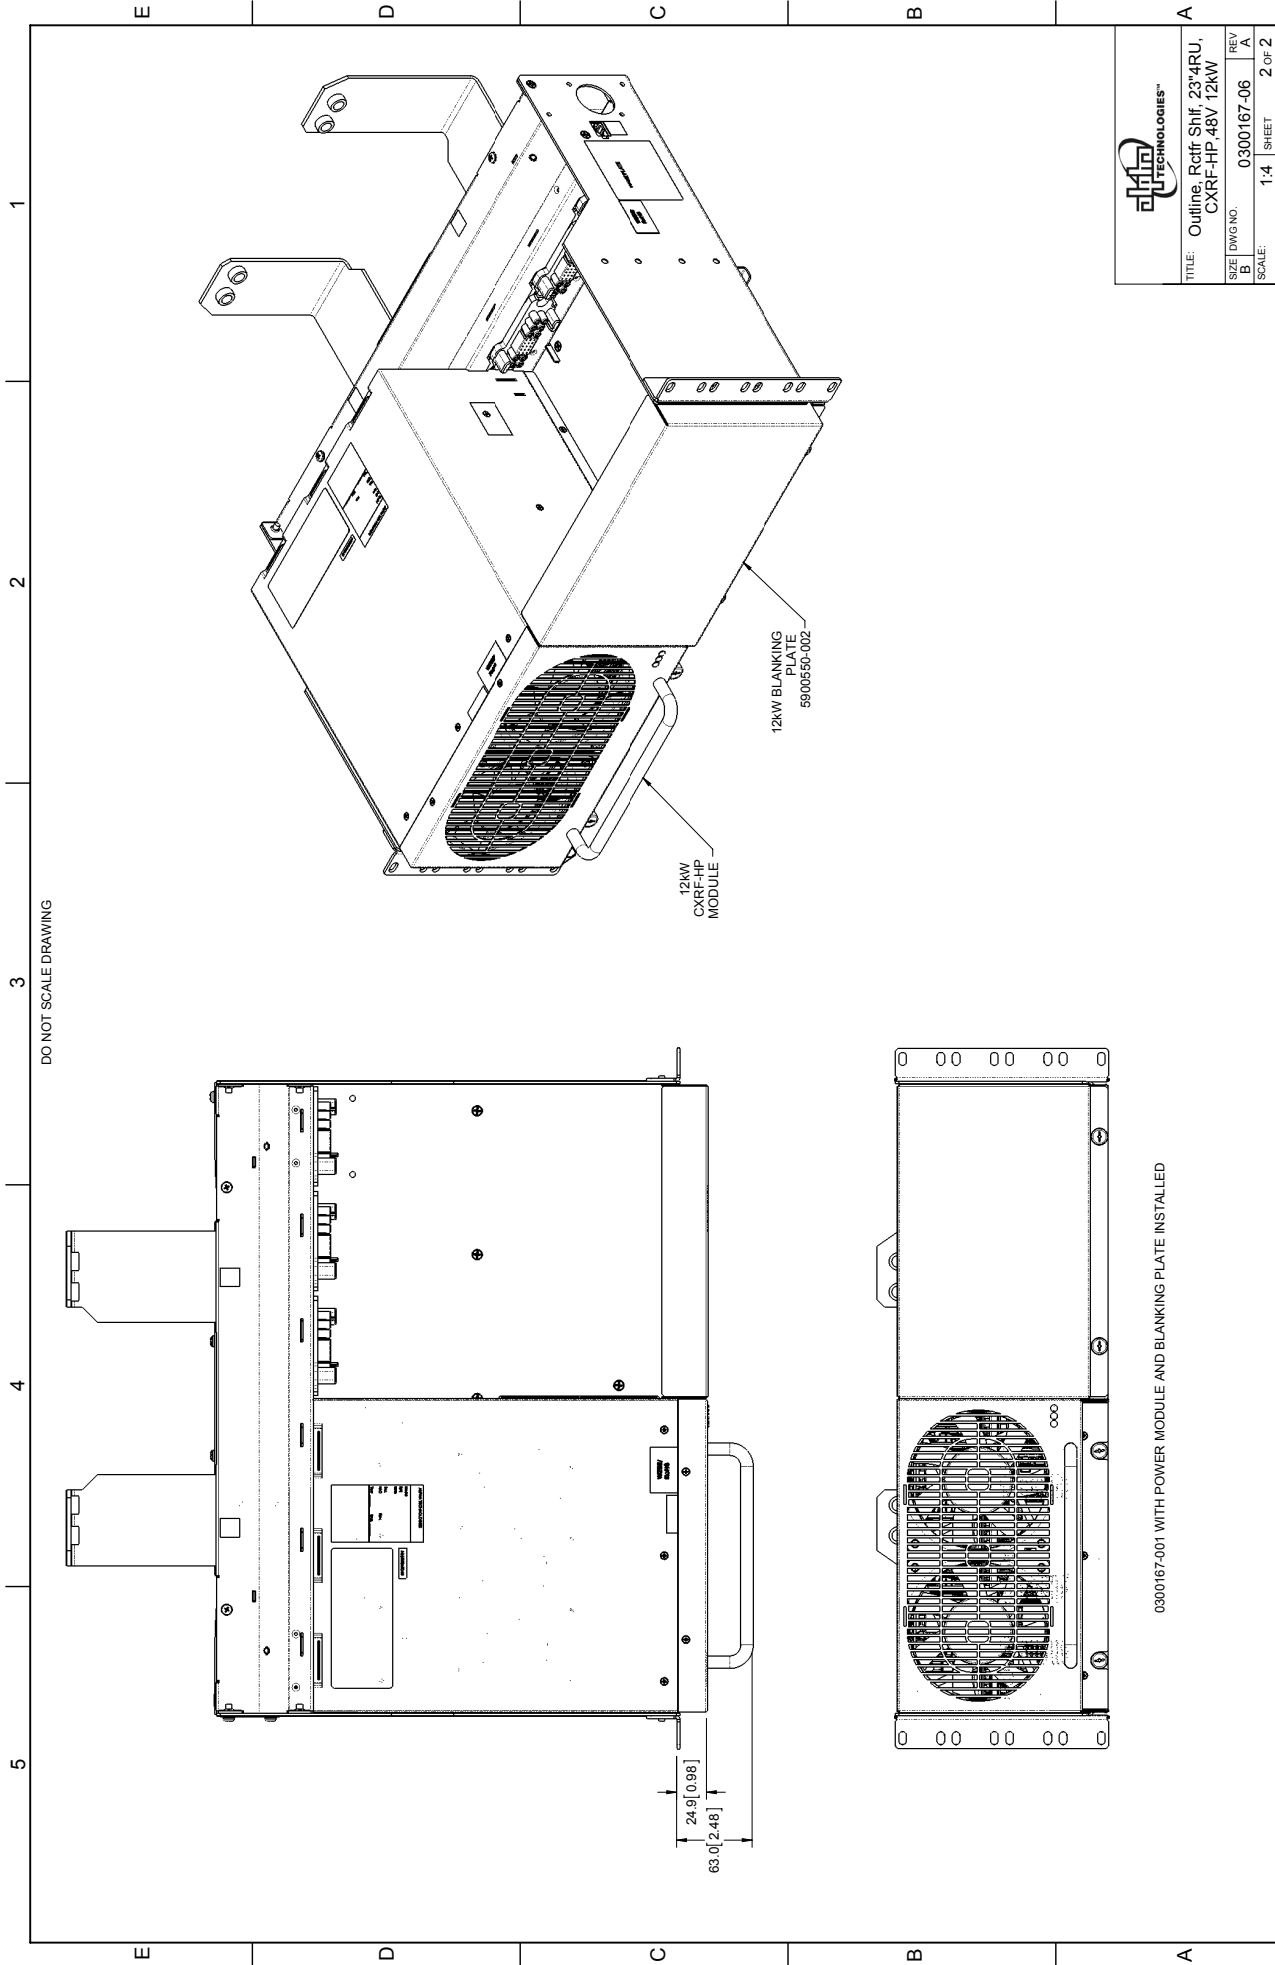 5
4
3
2
1
DO NOT SCALE DRAWING
E
D
C
B
A
E
D
C
B
A
24.9[0.98]
63.0[2.48]
12kW
CXRF-HP
MODULE
12kW BLANKING
PLATE
5900550-002
0300167-001 WITH POWER MODULE AND BLANKING PLATE INSTALLED
TECHNOLOGIES™
TITLE: Outline, Rctfr Shlf, 23"4RU,
CXRF-HP,48V 12kW
SIZE DWG NO. REV
B 0300167-06 A
SCALE: 1:4 SHEET 2 OF 2